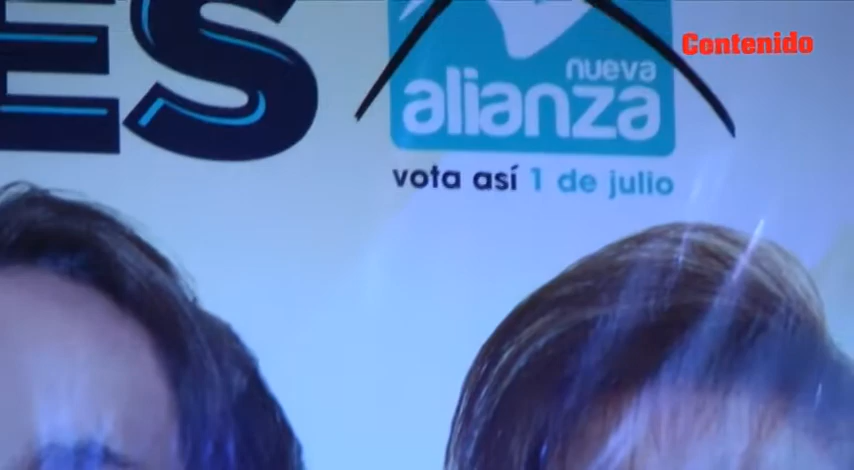 ES
Contenido
nueva
alianza
vota así 1 de julio